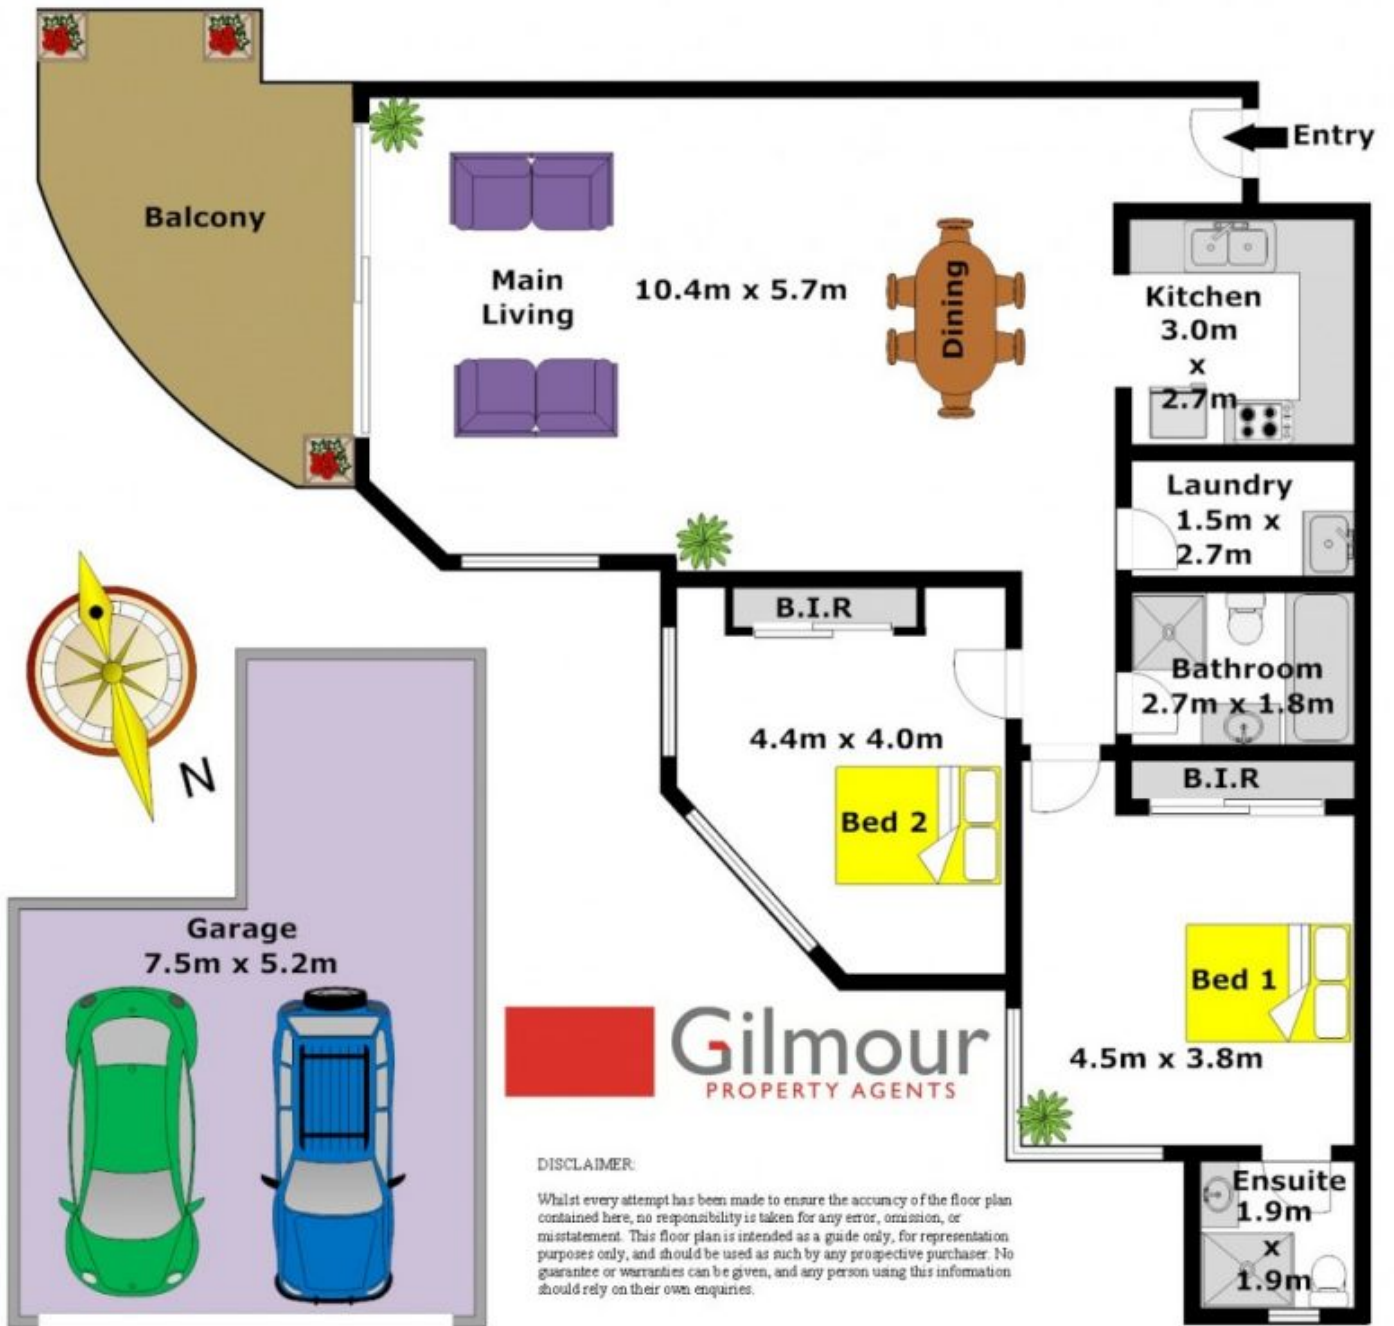 Entry
Balcony
Main
Living
10.4m x 5.7m
Dining
Kitchen
3.0m
x
2.7m
Laundry
1.5m x
2.7m
B.I.R
Bathroom
2.7m x 1.8m
4.4m x 4.0m
N
B.I.R
Bed 2
Garage
7.5m x 5.2m
Bed 1
4.5m x 3.8m
Gilmour
PROPERTY AGENTS
DISCLAIMER:
Whilst every attempt has been made to ensure the accuracy of the floor plan
contained here, no responsibility is taken for any error, omission, or
misstatement. This floor plan is intended as a guide only, for representation
purposes only, and should be used as such by any prospective purchaser. No
guarantee or warranties can be given, and any person using this information
should rely on their own enquiries.
Ensuite
1.9m
x
1.9m